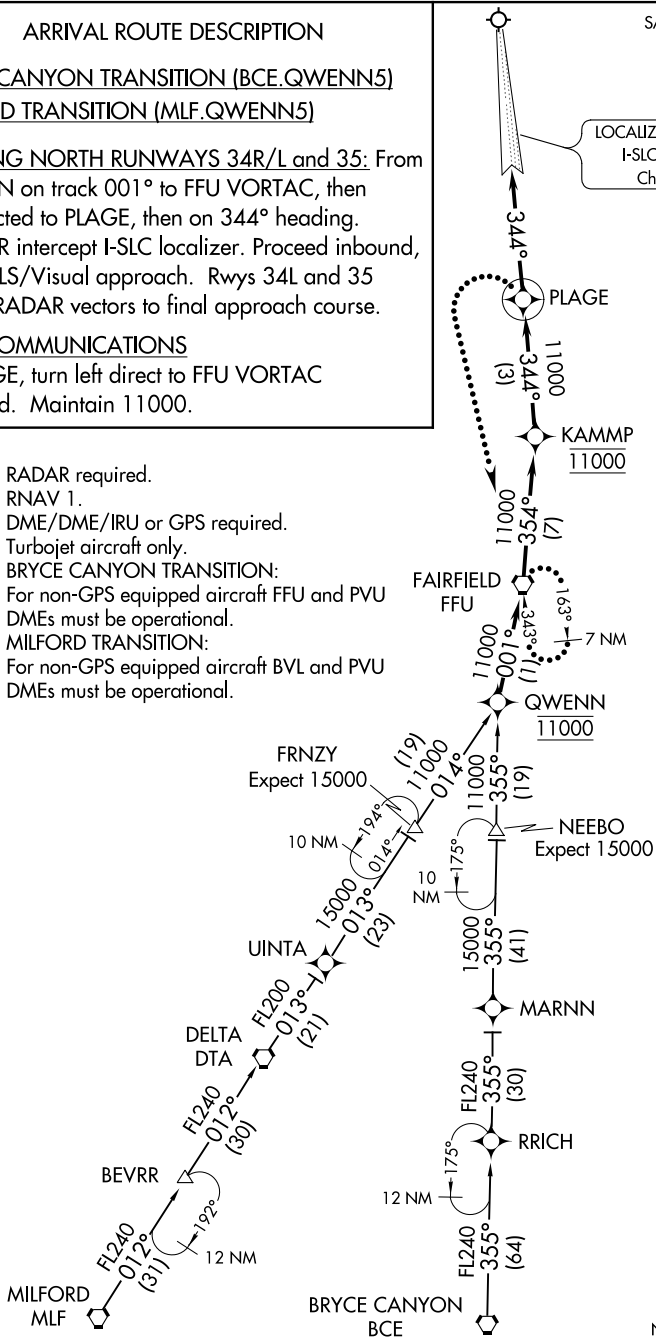 ARRIVAL ROUTE DESCRIPTION
CANYON TRANSITION (BCE.QWENN5)
D TRANSITION (MLF.QWENN5)
NG NORTH RUNWAYS 34R/L and 35: From
N on track 001° to FFU VORTAC, then
cted to PLAGE, then on 344° heading.
R intercept I-SLC localizer. Proceed inbound,
LS/Visual approach. Rwys 34L and 35
RADAR vectors to final approach course.
COMMUNICATIONS
GE, turn left direct to FFU VORTAC
d. Maintain 11000.
RADAR required.
RNAV 1.
DME/DME/IRU or GPS required.
Turbojet aircraft only.
BRYCE CANYON TRANSITION:
For non-GPS equipped aircraft FFU and PVU
DMEs must be operational.
MILFORD TRANSITION:
For non-GPS equipped aircraft BVL and PVU
DMEs must be operational.
SA
LOCALIZ
I-SLC
Ch
344°
PLAGE
11000
344°
(3)
KAMMP
11000
11000
354°
(7)
FAIRFIELD
FFU
163°
343°
7 NM
11000
001°
(1)
QWENN
11000
FRNZY
Expect 15000
(19)
11000
014°
194°
014°
10 NM
11000
355°
(19)
NEEBO
Expect 15000
175°
10
NM
15000
013°
(23)
15000
355°
(41)
UINTA
MARNN
FL200
013°
(21)
DELTA
DTA
FL240
355°
(30)
FL240
012°
(30)
RRICH
175°
12 NM
BEVRR
192°
12 NM
FL240
012°
(31)
FL240
355°
(64)
MILFORD
MLF
BRYCE CANYON
BCE
N